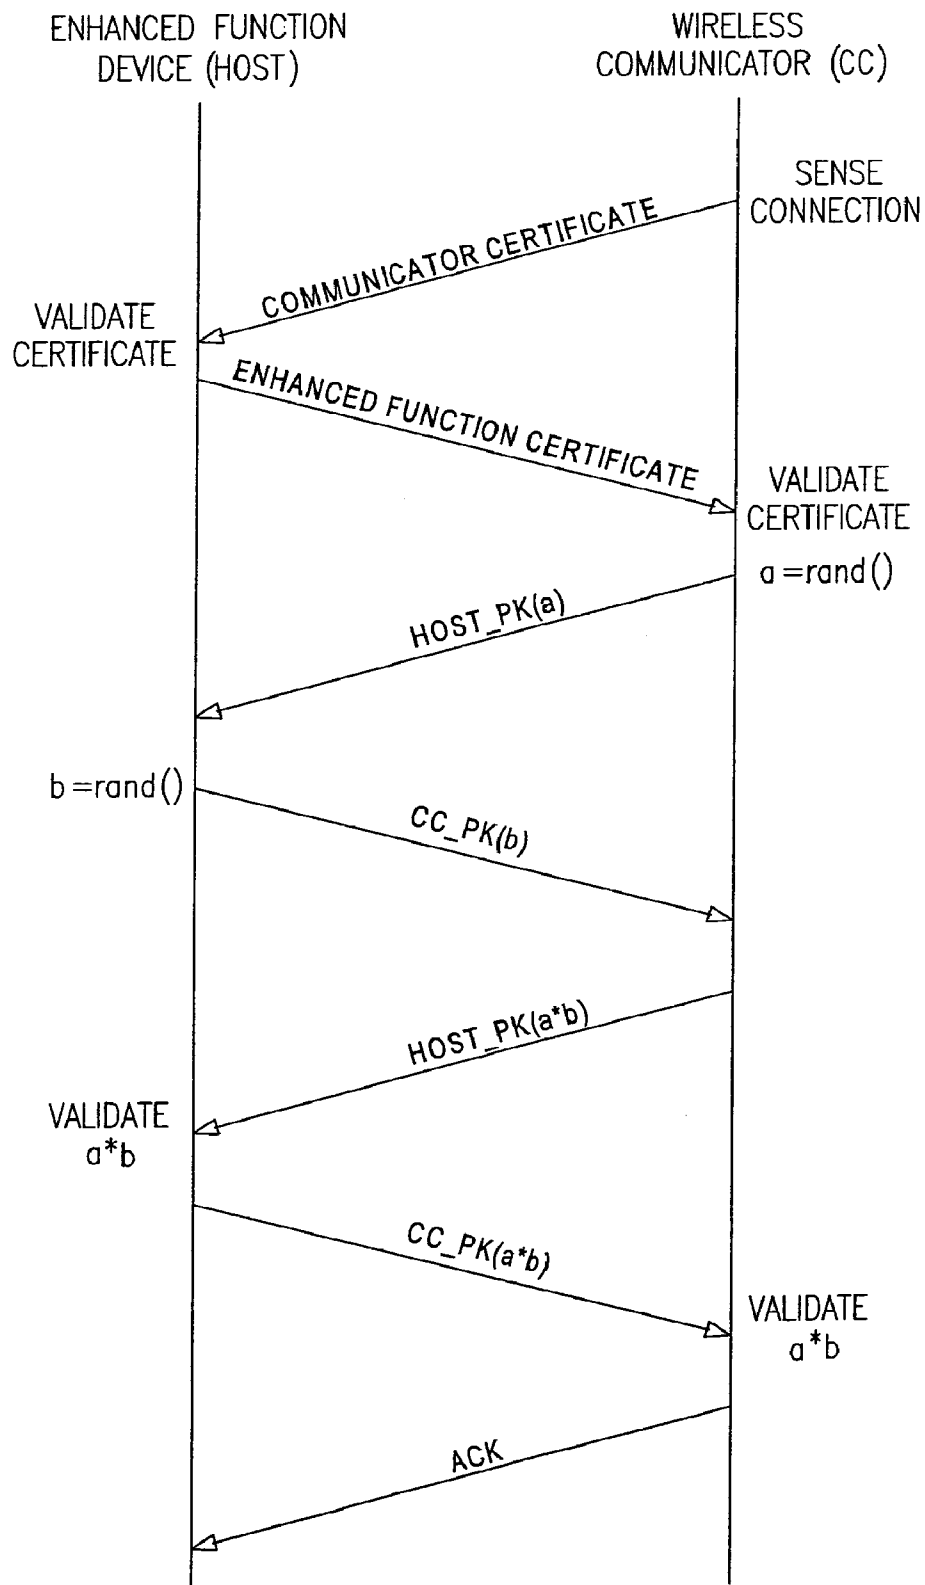 ENHANCED FUNCTION
DEVICE (HOST)
WIRELESS
COMMUNICATOR (CC)
SENSE
CONNECTION
COMMUNICATOR CERTIFICATE
VALIDATE
CERTIFICATE
ENHANCED FUNCTION CERTIFICATE
VALIDATE
CERTIFICATE
a=rand()
HOST_PK(a)
b=rand()
CC_PK(b)
HOST_PK(a*b)
VALIDATE
a*b
CC_PK(a*b)
VALIDATE
a*b
ACK